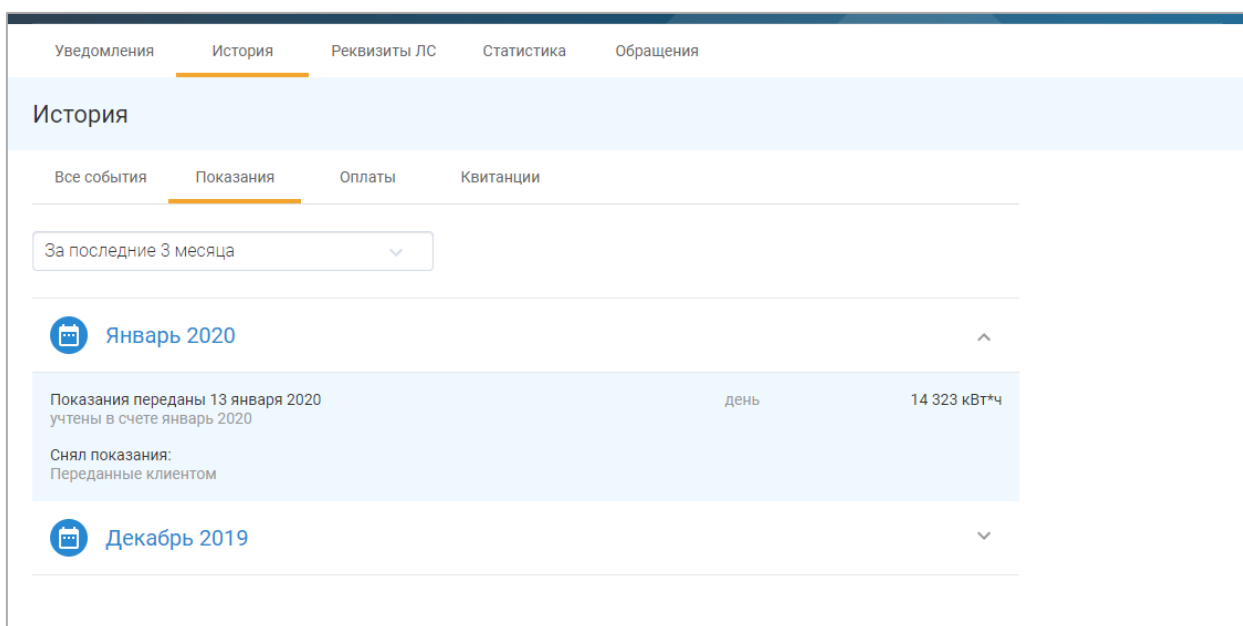 Уведомления История Реквизиты ЛС Статистика Обращения
История
Все события Показания Оплаты Квитанции
За последние 3 месяца
Январь 2020
Показания переданы 13 января 2020 день 14 323 кВт*ч
учтены в счете январь 2020
Снял показания:
Переданные клиентом
Декабрь 2019